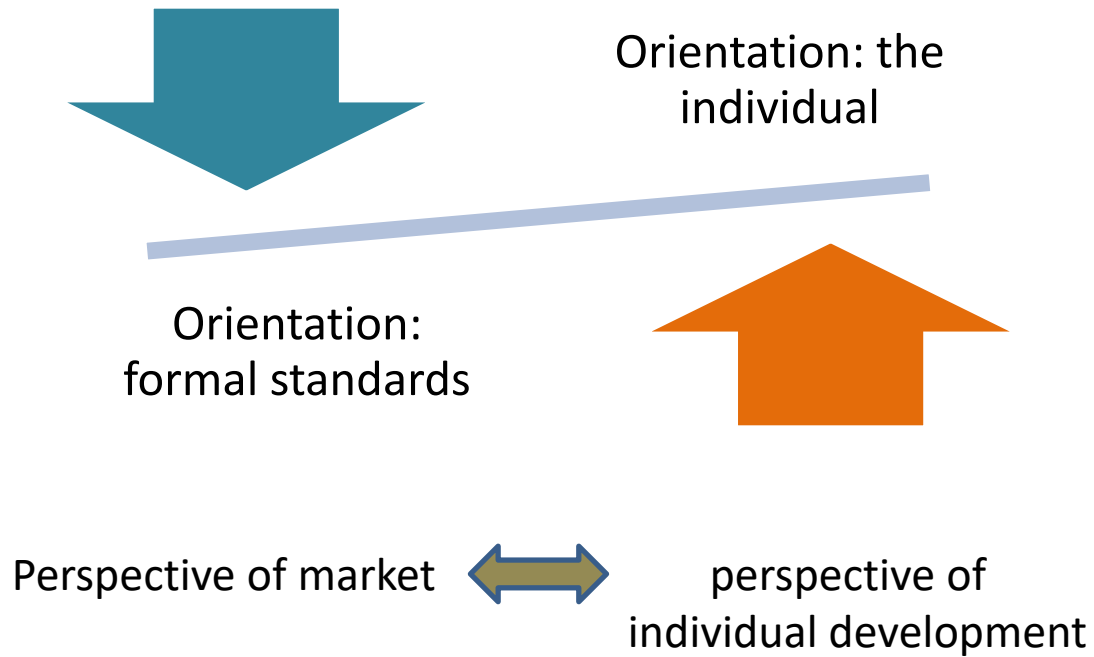 Orientation: the
individual
Orientation:
formal standards
Perspective of market
perspective of
individual development